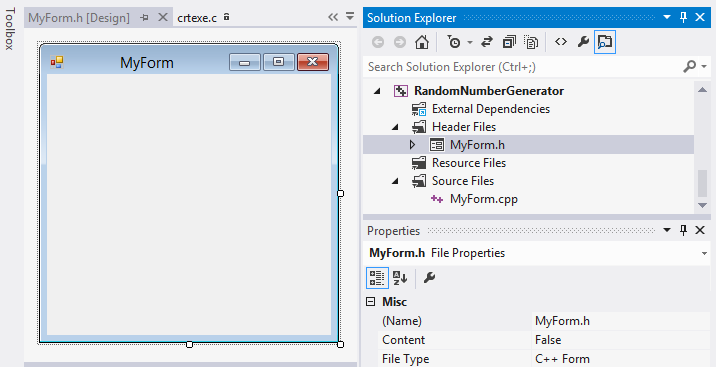 Toolbox
MyForm.h [Design]
crtexe.c
MyForm
Solution Explorer
Search Solution Explorer (Ctrl+;)
RandomNumberGenerator
External Dependencies
Header Files
MyForm.h
Resource Files
Source Files
MyForm.cpp
Properties
MyForm.h File Properties
Misc
(Name) MyForm.h
Content False
File Type C++ Form